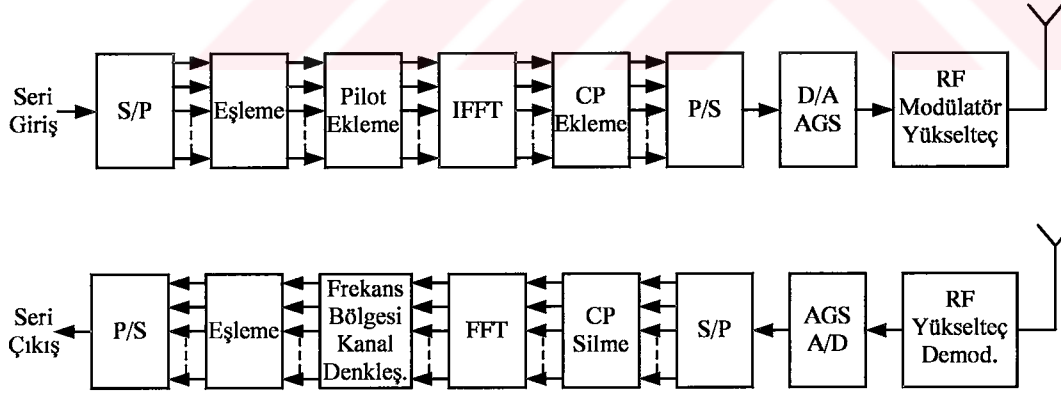 Seri
Giriş
S/P
Eşleme
Pilot
Ekleme
IFFT
CP
Ekleme
P/S
D/A
AGS
RF
Modülatör
Yükselteç
Seri
Çıkış
P/S
Eşleme
Frekans
Bölgesi
Kanal
Denkleş.
FFT
CP
Silme
S/P
AGS
A/D
RF
Yükselteç
Demod.